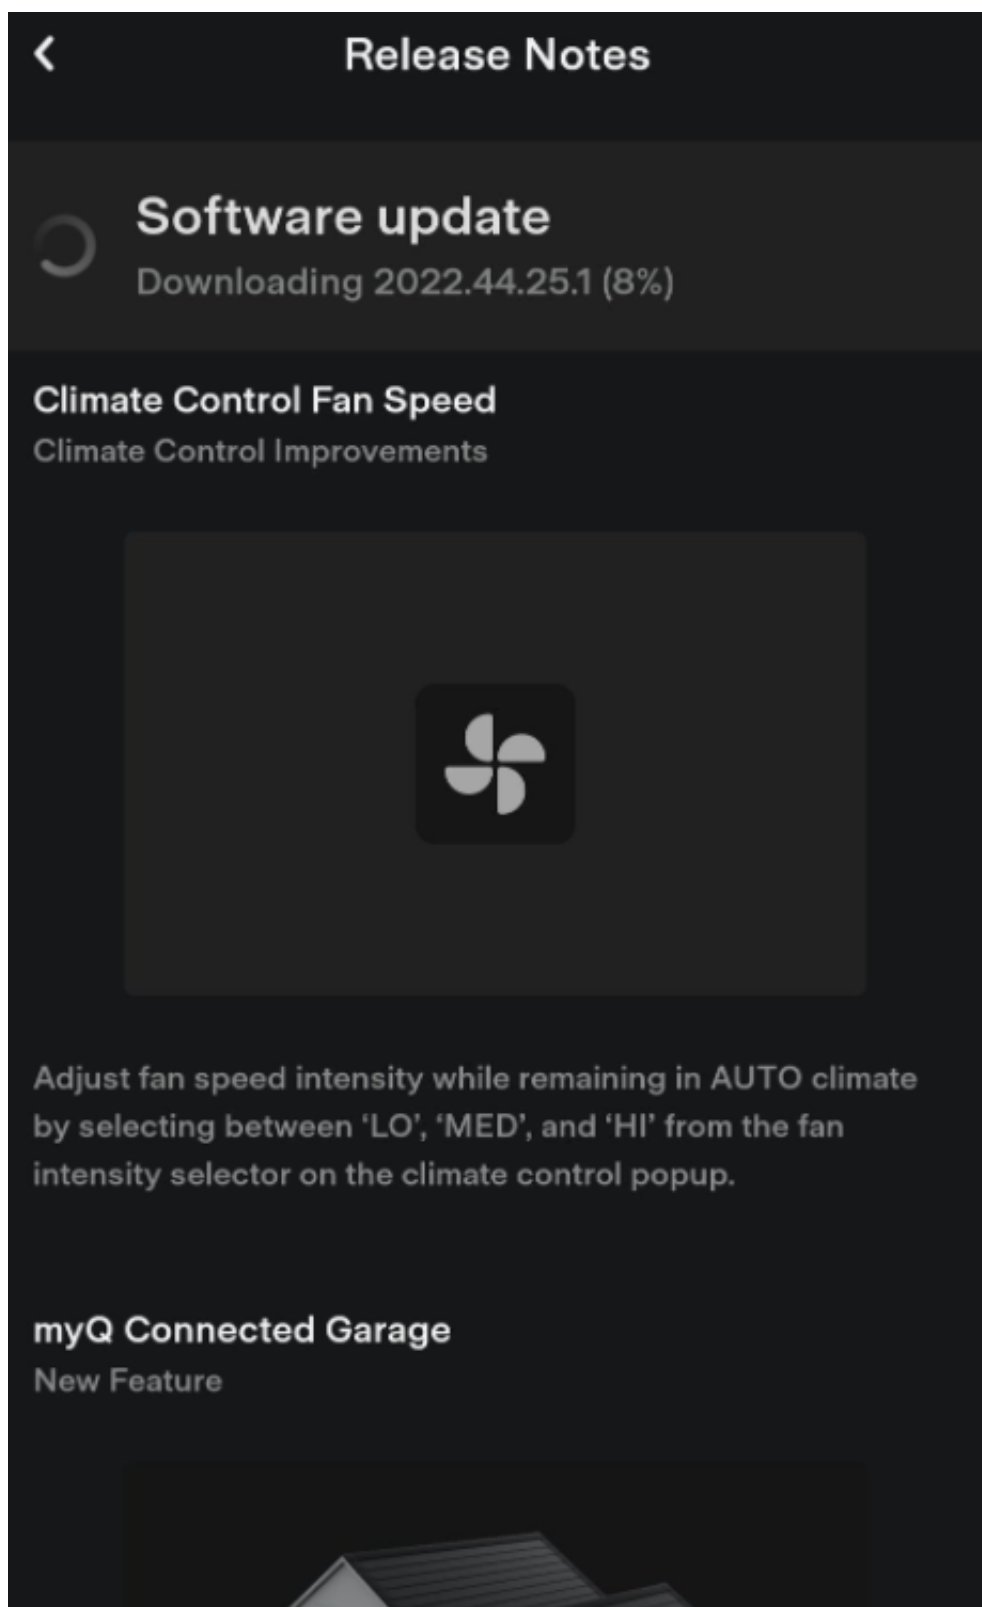 Release Notes
Software update
Downloading 2022.44.25.1 (8%)
Climate Control Fan Speed
Climate Control Improvements
Adjust fan speed intensity while remaining in AUTO climate
by selecting between ‘LO’, ‘MED’, and ‘HI’ from the fan
intensity selector on the climate control popup.
myQ Connected Garage
New Feature